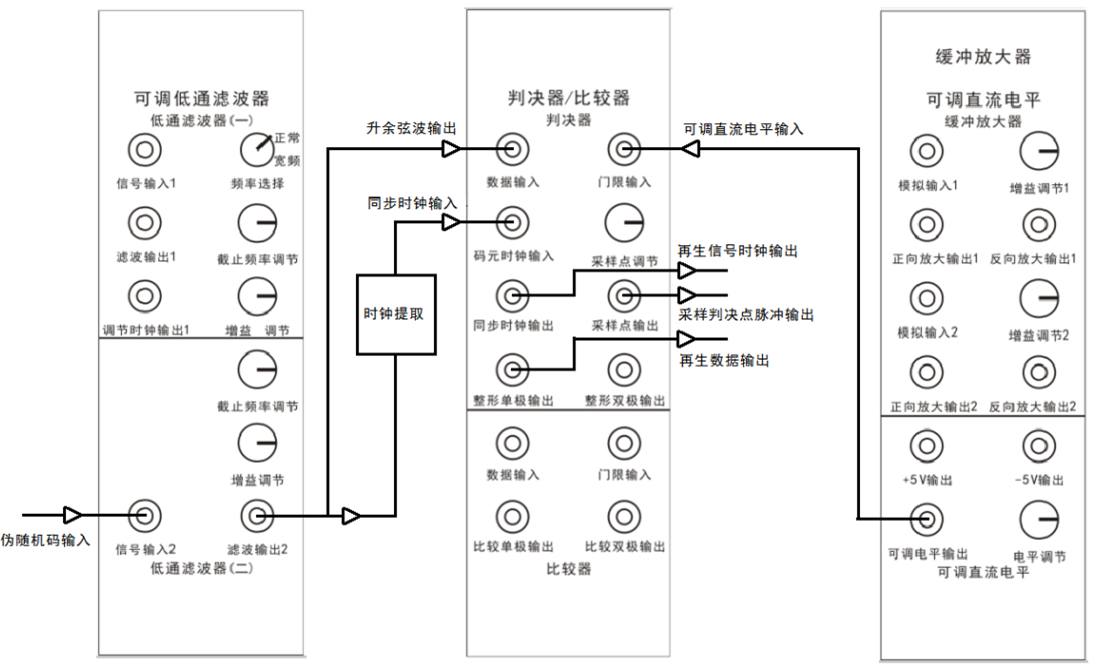 可调低通滤波器
低通滤波器(一)
正常
宽频
信号输入1
频率选择
滤波输出1
截止频率调节
调节时钟输出1
增益 调节
截止频率调节
增益调节
伪随机码输入
信号输入2
滤波输出2
低通滤波器(二)
升余弦波输出
同步时钟输入
时钟提取
判决器/比较器
判决器
数据输入
门限输入
码元时钟输入
采样点调节
同步时钟输出
采样点输出
整形单极输出
整形双极输出
数据输入
门限输入
比较单极输出
比较双极输出
比较器
可调直流电平输入
再生信号时钟输出
采样判决点脉冲输出
再生数据输出
缓冲放大器
可调直流电平
缓冲放大器
模拟输入1
增益调节1
正向放大输出1
反向放大输出1
模拟输入2
增益调节2
正向放大输出2
反向放大输出2
+5V输出
-5V输出
可调电平输出
电平调节
可调直流电平